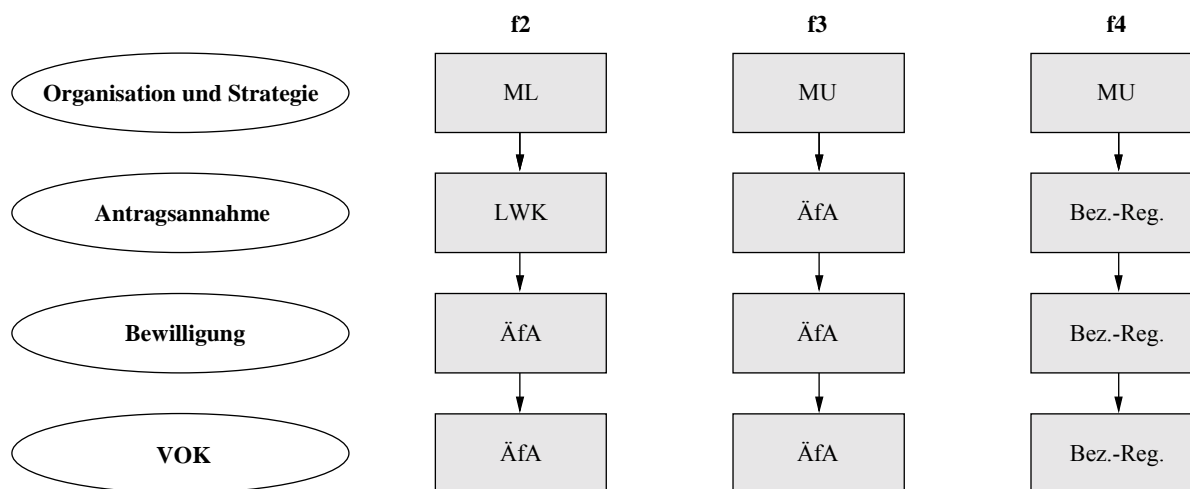 f2 f3 f4
Organisation und Strategie ML MU MU
Antragsannahme LWK ÄfA Bez.-Reg.
Bewilligung ÄfA ÄfA Bez.-Reg.
VOK ÄfA ÄfA Bez.-Reg.